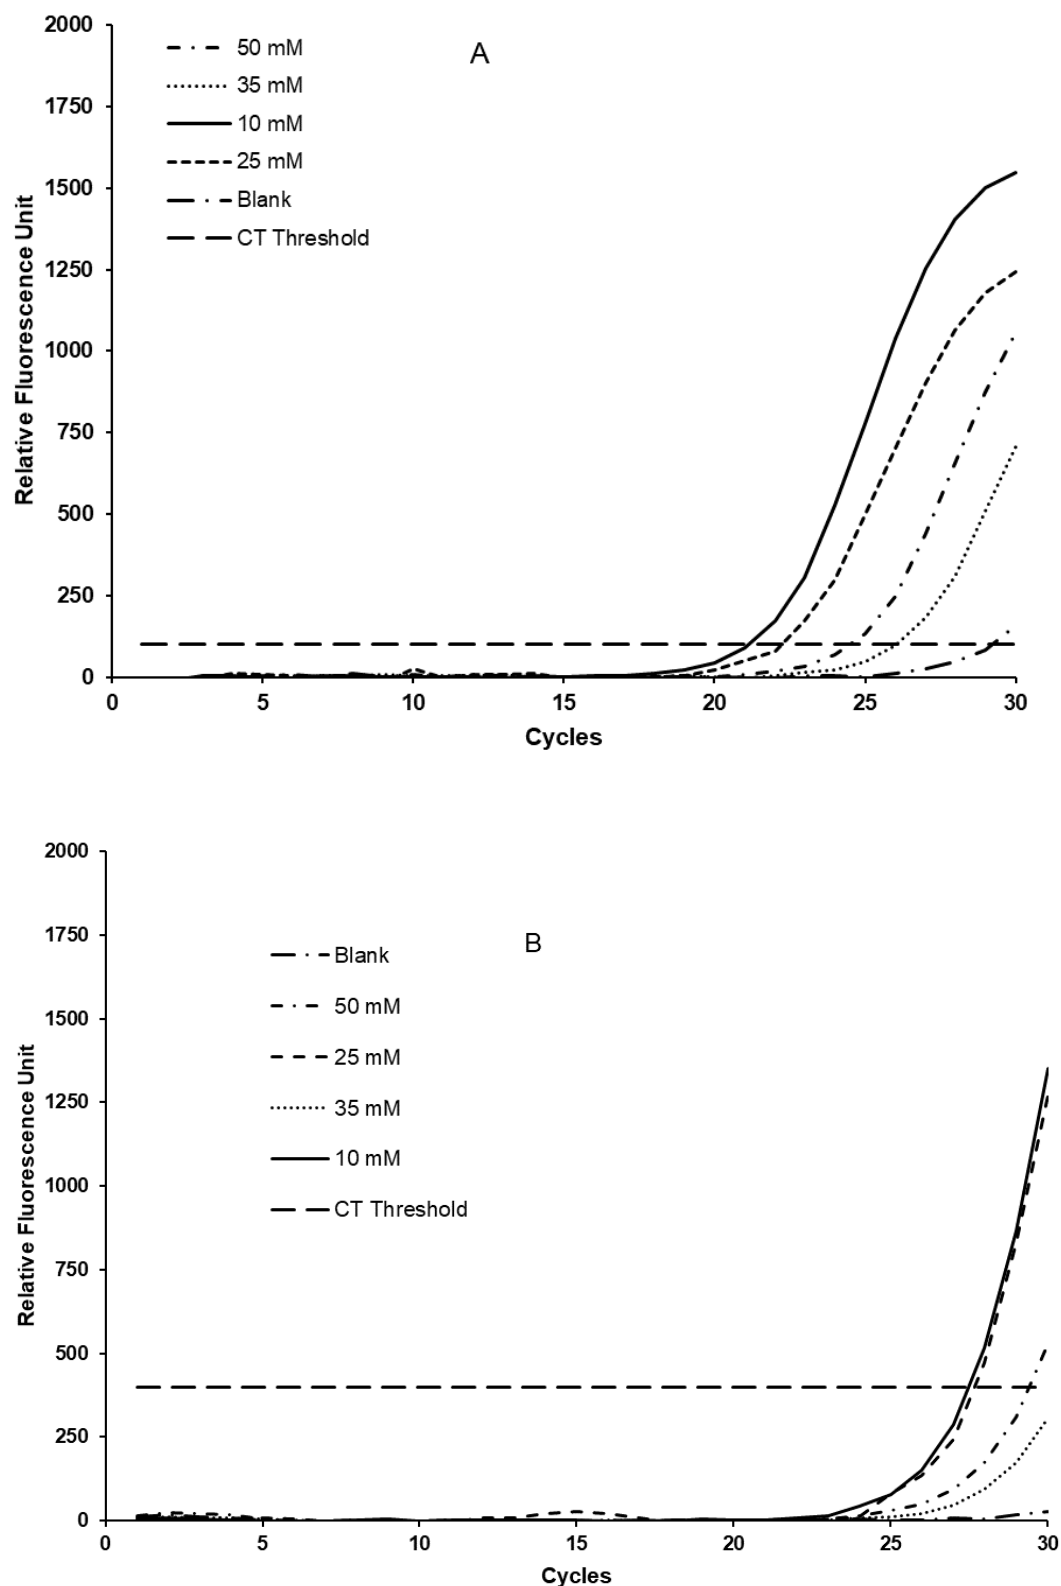 2000
A
50 mM
35 mM
10 mM
25 mM
Blank
CT Threshold
1750
1500
1250
1000
750
500
250
0
Relative Fluorescence Unit
0 5 10 15 20 25 30
Cycles
2000
B
Blank
50 mM
25 mM
35 mM
10 mM
CT Threshold
1750
1500
1250
1000
750
500
250
0
Relative Fluorescence Unit
0 5 10 15 20 25 30
Cycles